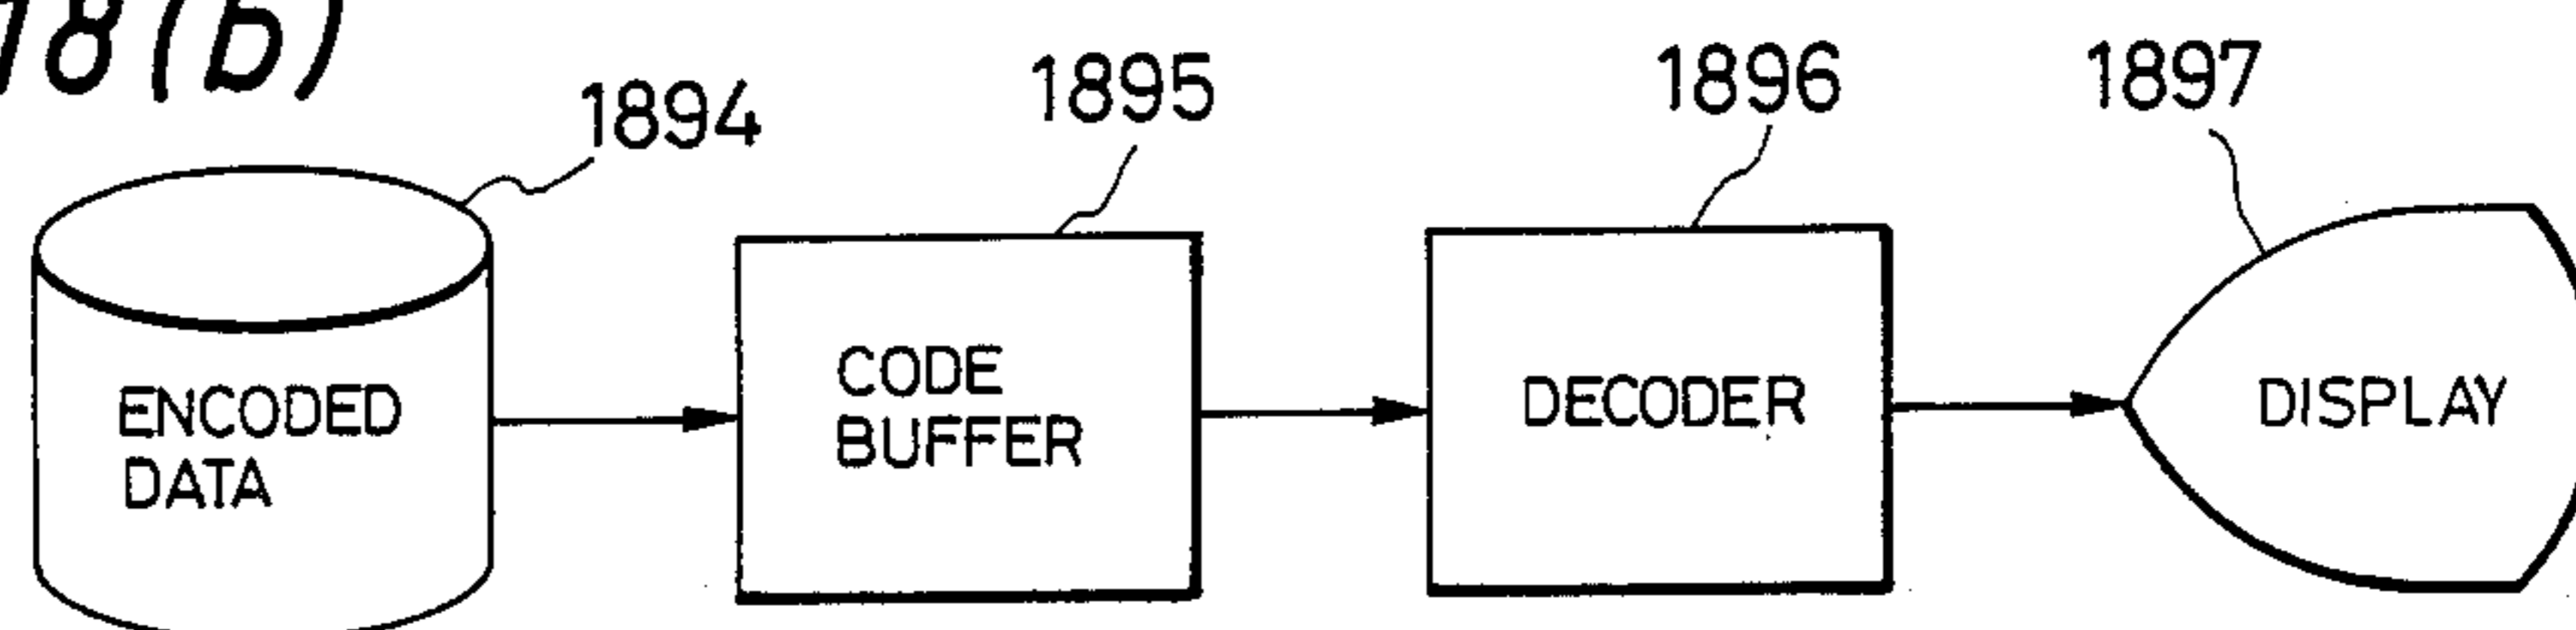 18(b)
1894
1895
1896
1897
ENCODED
DATA
CODE
BUFFER
DECODER
DISPLAY